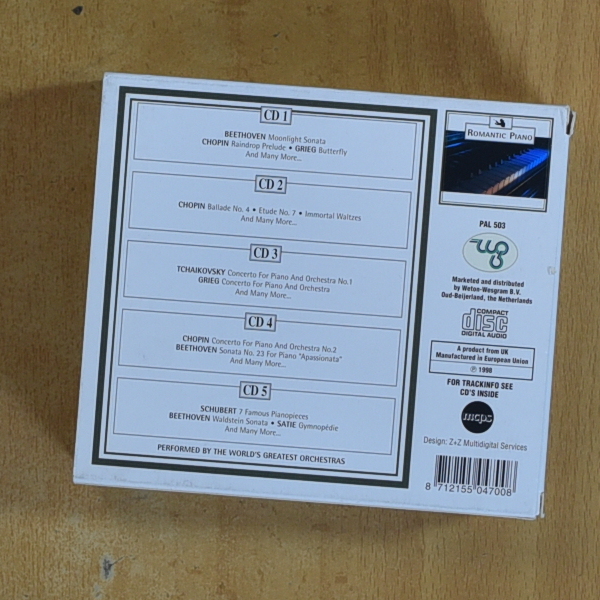 CD 1
BEETHOVEN Moonlight Sonata
CHOPIN Raindrop Prelude • GRIEG Butterfly
And Many More...
CD 2
CHOPIN Ballade No. 4 • Etude No. 7 • Immortal Waltzes
And Many More...
CD 3
TCHAIKOVSKY Concerto For Piano And Orchestra No.1
GRIEG Concerto For Piano And Orchestra
And Many More...
CD 4
CHOPIN Concerto For Piano And Orchestra No.2
BEETHOVEN Sonata No. 23 For Piano "Apassionata"
And Many More...
CD 5
SCHUBERT 7 Famous Pianopieces
BEETHOVEN Waldstein Sonata • SATIE Gymnopédie
And Many More...
PERFORMED BY THE WORLD'S GREATEST ORCHESTRAS
ROMANTIC PIANO
PAL 503
Marketed and distributed
by Weton-Wesgram B.V.
Oud-Beijerland, the Netherlands
COMPACT
disc
DIGITAL AUDIO
A product from UK
Manufactured in European Union
℗ 1998
FOR TRACKINFO SEE
CD'S INSIDE
mcps
Design: Z+Z Multidigital Services
8 712155 047008